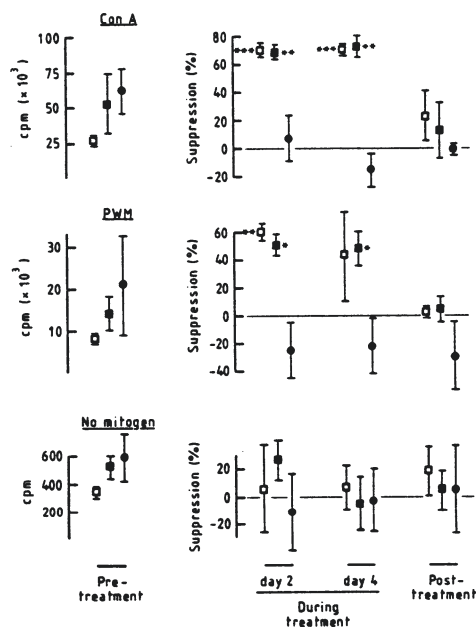 Con A
100
75
50
25
cpm (× 10³)
80
60
40
20
0
-20
Suppression (%)
***
**
***
**
PWM
30
20
10
cpm (× 10³)
60
40
20
0
-20
-40
Suppression (%)
**
*
*
No mitogen
600
400
200
cpm
20
0
-20
Suppression (%)
Pre-
treatment
day 2
day 4
During
treatment
Post-
treatment